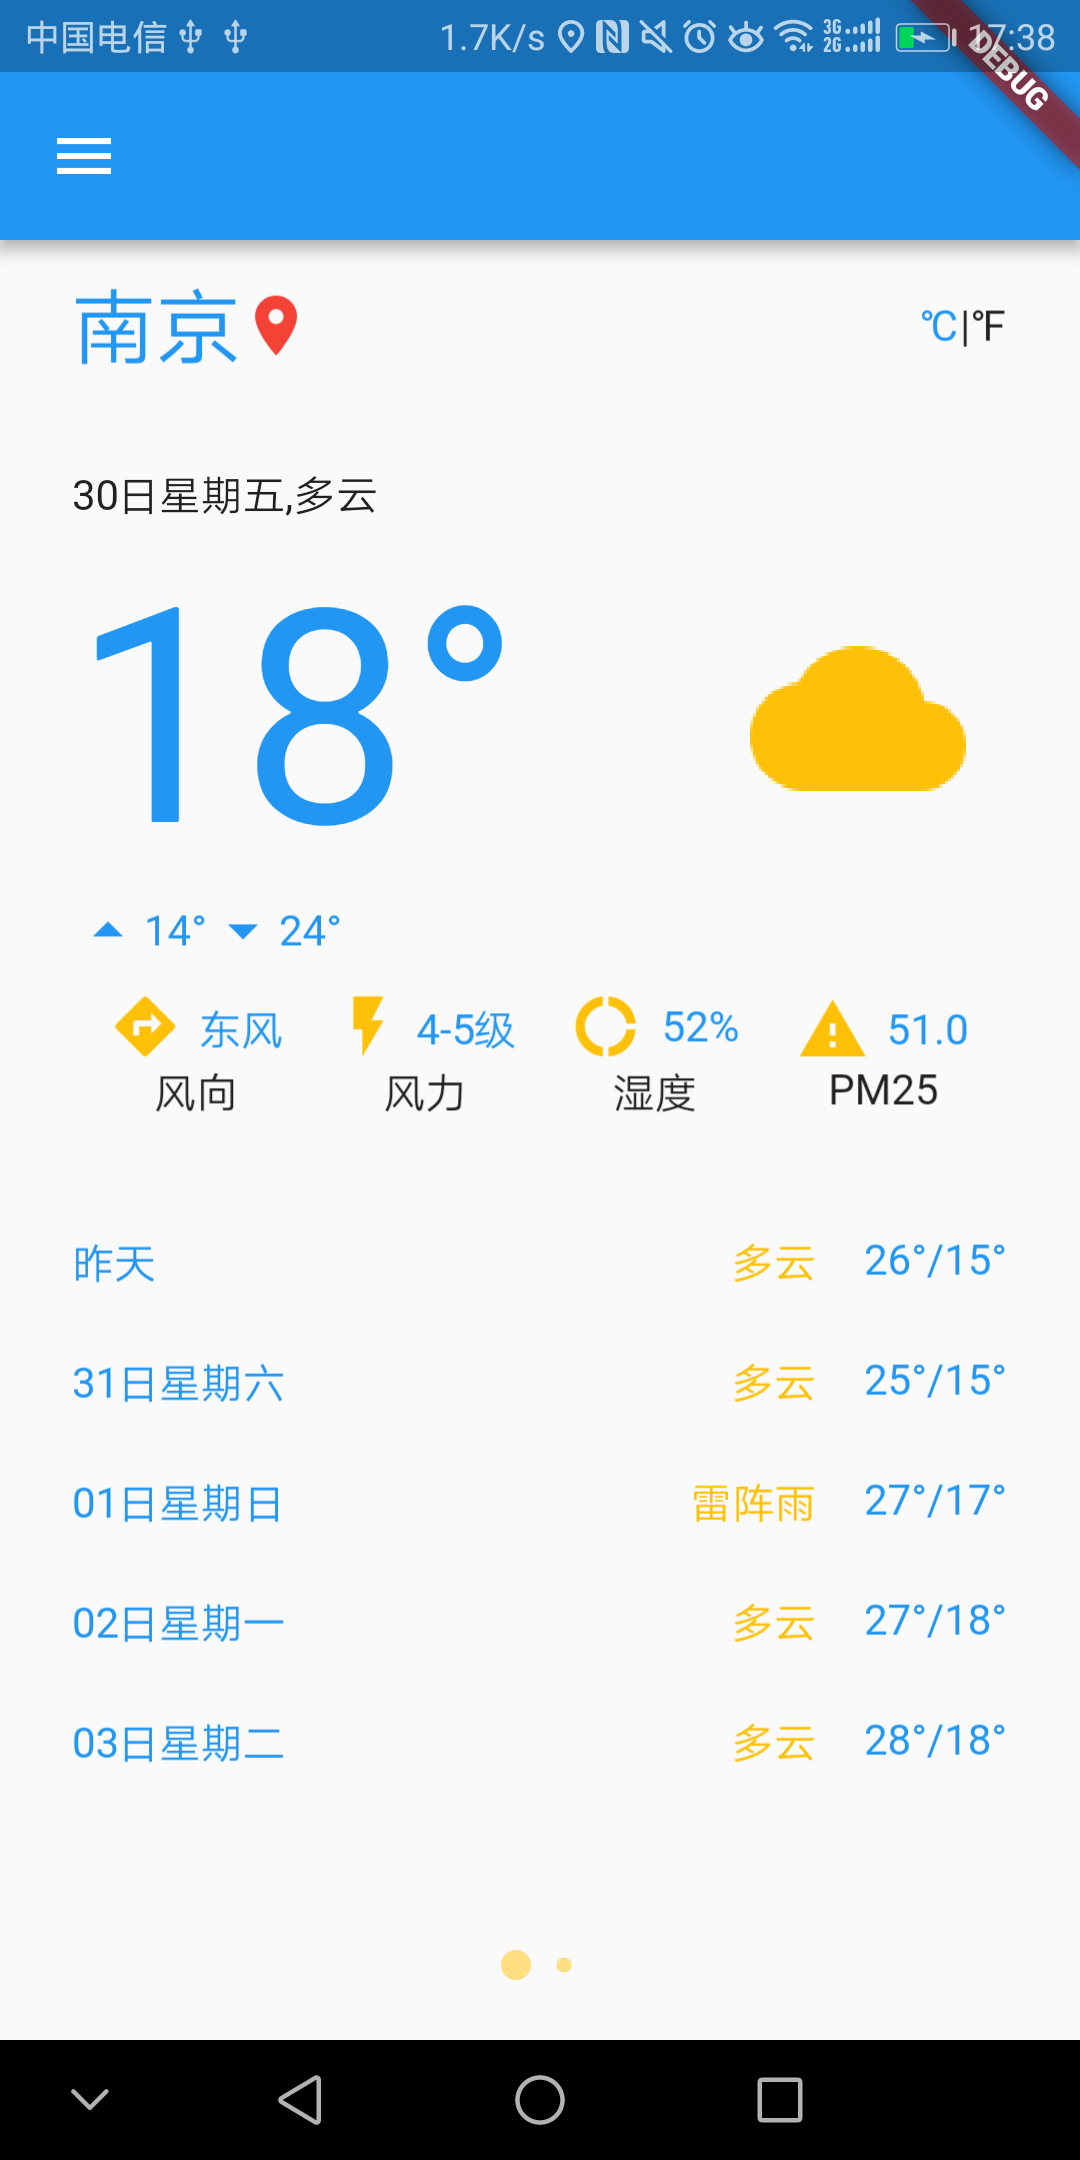 中国电信 1.7K/s 3G 2G 17:38
DEBUG
南京 °C|°F
30日星期五,多云
18°
14° 24°
东风 4-5级 52% 51.0
风向 风力 湿度 PM25
昨天 多云 26°/15°
31日星期六 多云 25°/15°
01日星期日 雷阵雨 27°/17°
02日星期一 多云 27°/18°
03日星期二 多云 28°/18°